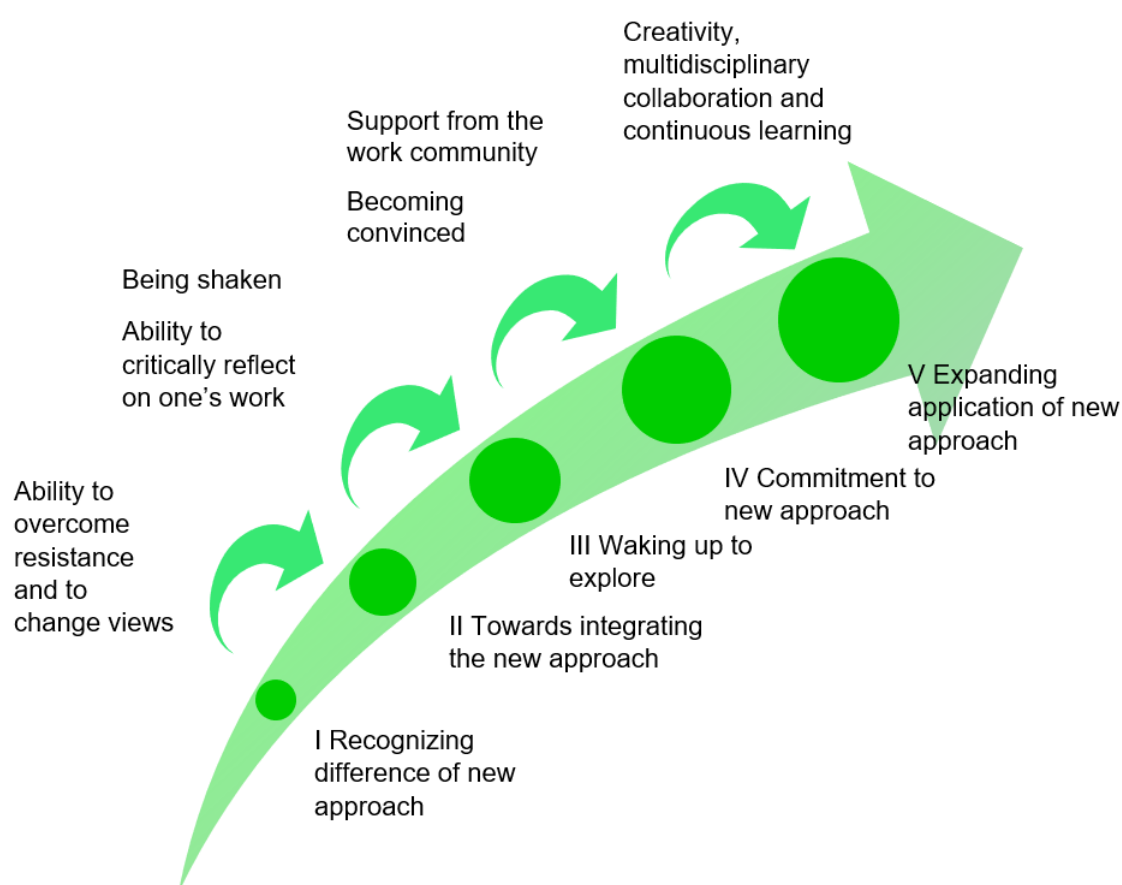 Creativity,
multidisciplinary
collaboration and
continuous learning
Support from the
work community
Becoming
convinced
Being shaken
Ability to
critically reflect
on one’s work
Ability to
overcome
resistance
and to
change views
V Expanding
application of new
approach
IV Commitment to
new approach
III Waking up to
explore
II Towards integrating
the new approach
I Recognizing
difference of new
approach